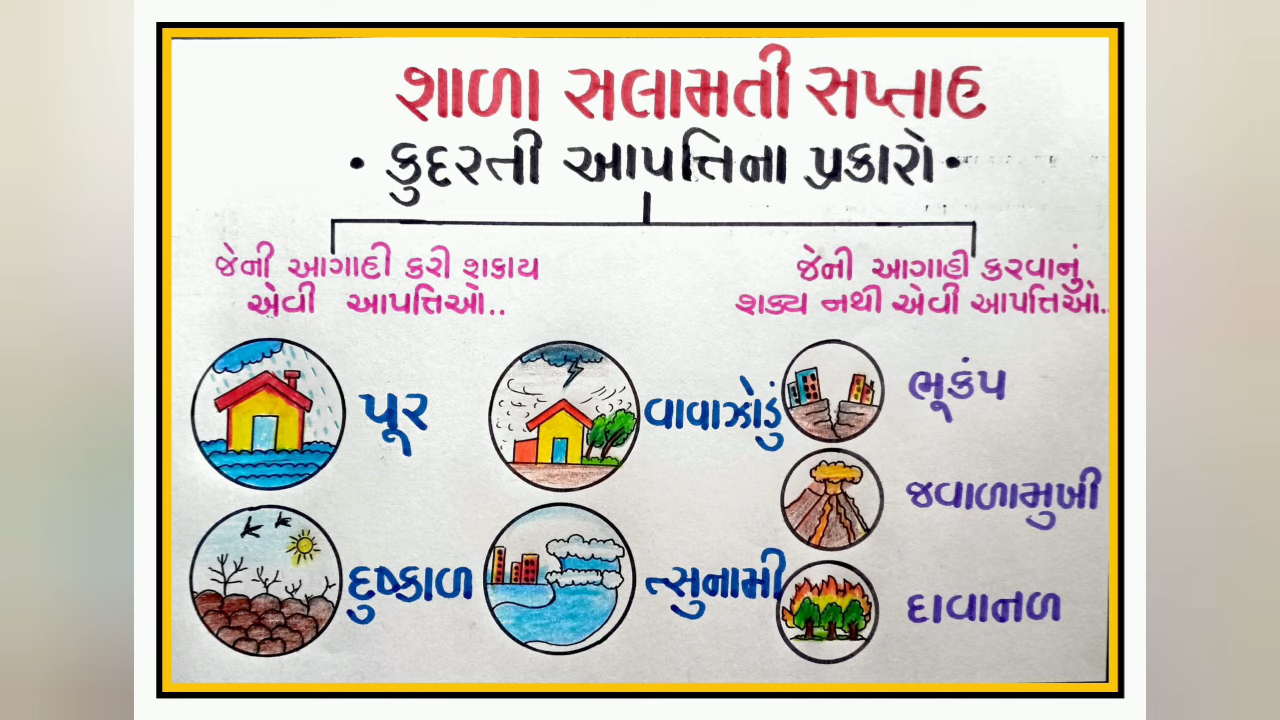 શાળા સલામતી સપ્તાહ
• કુદરતી આપત્તિના પ્રકારો •
જેની આગાહી કરી શકાય
એવી આપત્તિઓ..
પૂર
વાવાઝોડું
દુષ્કાળ
ત્સુનામી
જેની આગાહી કરવાનું
શક્ય નથી એવી આપત્તિઓ..
ભૂકંપ
જવાળામુખી
દાવાનળ